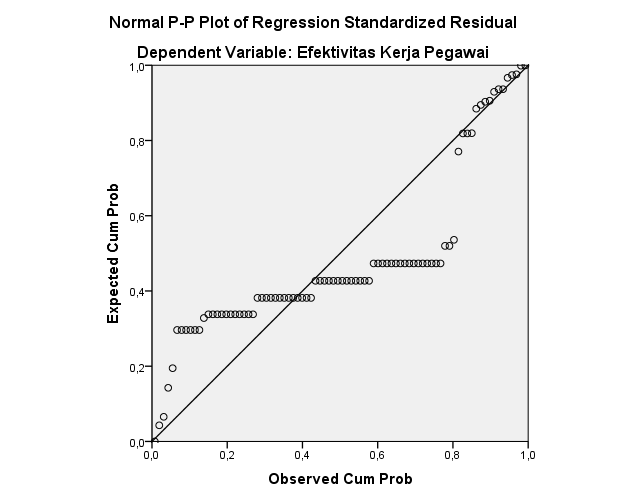 Normal P-P Plot of Regression Standardized Residual
Dependent Variable: Efektivitas Kerja Pegawai
Expected Cum Prob
1,0
0,8
0,6
0,4
0,2
0,0
0,0 0,2 0,4 0,6 0,8 1,0
Observed Cum Prob